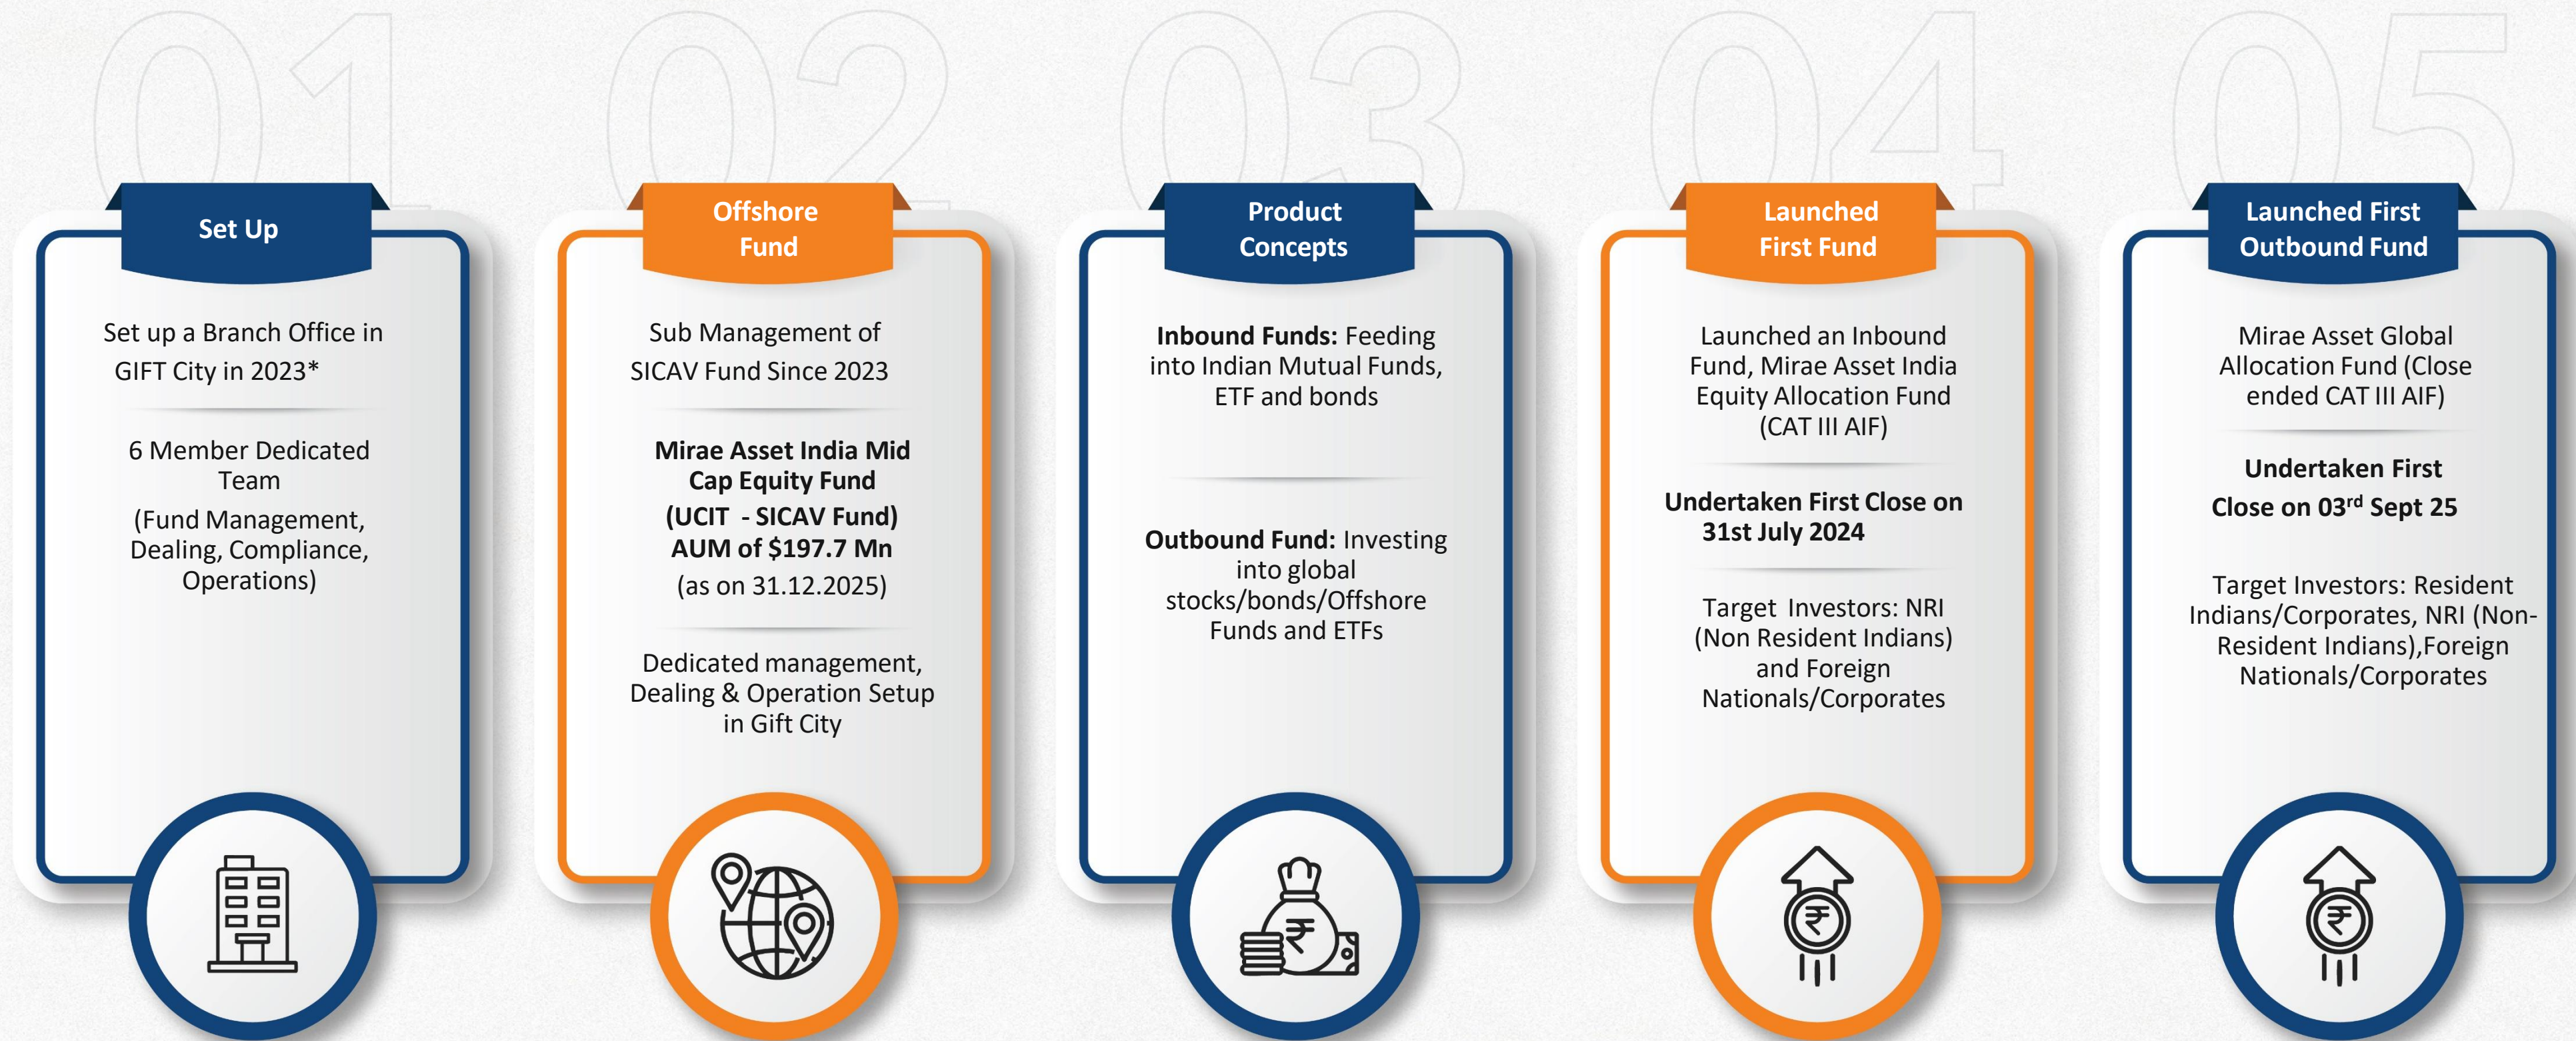 01
Set Up
Set up a Branch Office in
GIFT City in 2023*
6 Member Dedicated
Team
(Fund Management,
Dealing, Compliance,
Operations)
02
Offshore
Fund
Sub Management of
SICAV Fund Since 2023
Mirae Asset India Mid
Cap Equity Fund
(UCIT - SICAV Fund)
AUM of $197.7 Mn
(as on 31.12.2025)
Dedicated management,
Dealing & Operation Setup
in Gift City
03
Product
Concepts
Inbound Funds: Feeding
into Indian Mutual Funds,
ETF and bonds
Outbound Fund: Investing
into global
stocks/bonds/Offshore
Funds and ETFs
04
Launched
First Fund
Launched an Inbound
Fund, Mirae Asset India
Equity Allocation Fund
(CAT III AIF)
Undertaken First Close on
31st July 2024
Target Investors: NRI
(Non Resident Indians)
and Foreign
Nationals/Corporates
05
Launched First
Outbound Fund
Mirae Asset Global
Allocation Fund (Close
ended CAT III AIF)
Undertaken First
Close on 03rd Sept 25
Target Investors: Resident
Indians/Corporates, NRI (Non-
Resident Indians),Foreign
Nationals/Corporates
₹
₹
₹